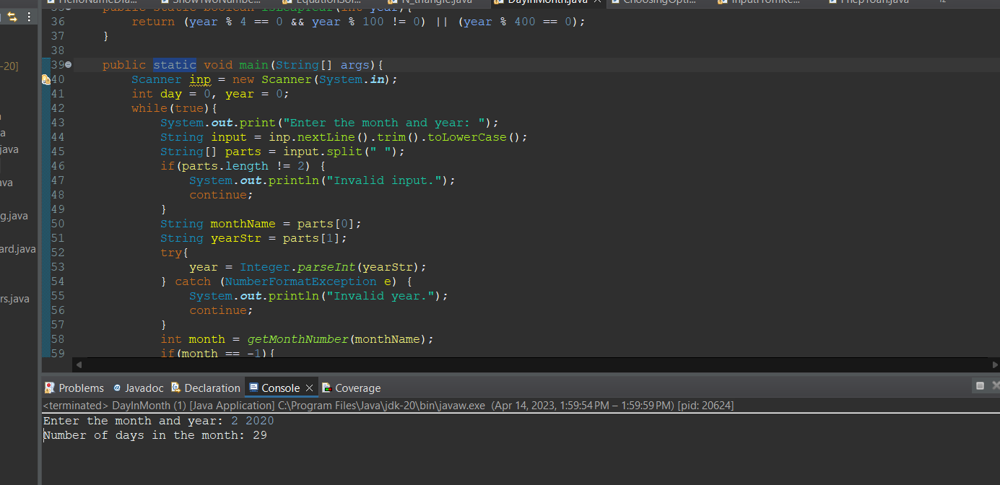 HelloNameDia...
ShowTwoNumbe...
EquationSol...
N_triangle.java
DayInMonth.java
ChoosingOpti...
InputFromKe...
PhepToan.java
12
public static boolean isLeapYear(int year){
36 return (year % 4 == 0 && year % 100 != 0) || (year % 400 == 0);
37 }
38
39 public static void main(String[] args){
40 Scanner inp = new Scanner(System.in);
41 int day = 0, year = 0;
42 while(true){
43 System.out.print("Enter the month and year: ");
44 String input = inp.nextLine().trim().toLowerCase();
45 String[] parts = input.split(" ");
46 if(parts.length != 2) {
47 System.out.println("Invalid input.");
48 continue;
49 }
50 String monthName = parts[0];
51 String yearStr = parts[1];
52 try{
53 year = Integer.parseInt(yearStr);
54 } catch (NumberFormatException e) {
55 System.out.println("Invalid year.");
56 continue;
57 }
58 int month = getMonthNumber(monthName);
59 if(month == -1){
-20]
a
java
ava
g.java
ard.java
rs.java
Problems
Javadoc
Declaration
Console
Coverage
<terminated> DayInMonth (1) [Java Application] C:\Program Files\Java\jdk-20\bin\javaw.exe (Apr 14, 2023, 1:59:54 PM – 1:59:59 PM) [pid: 20624]
Enter the month and year: 2 2020
Number of days in the month: 29